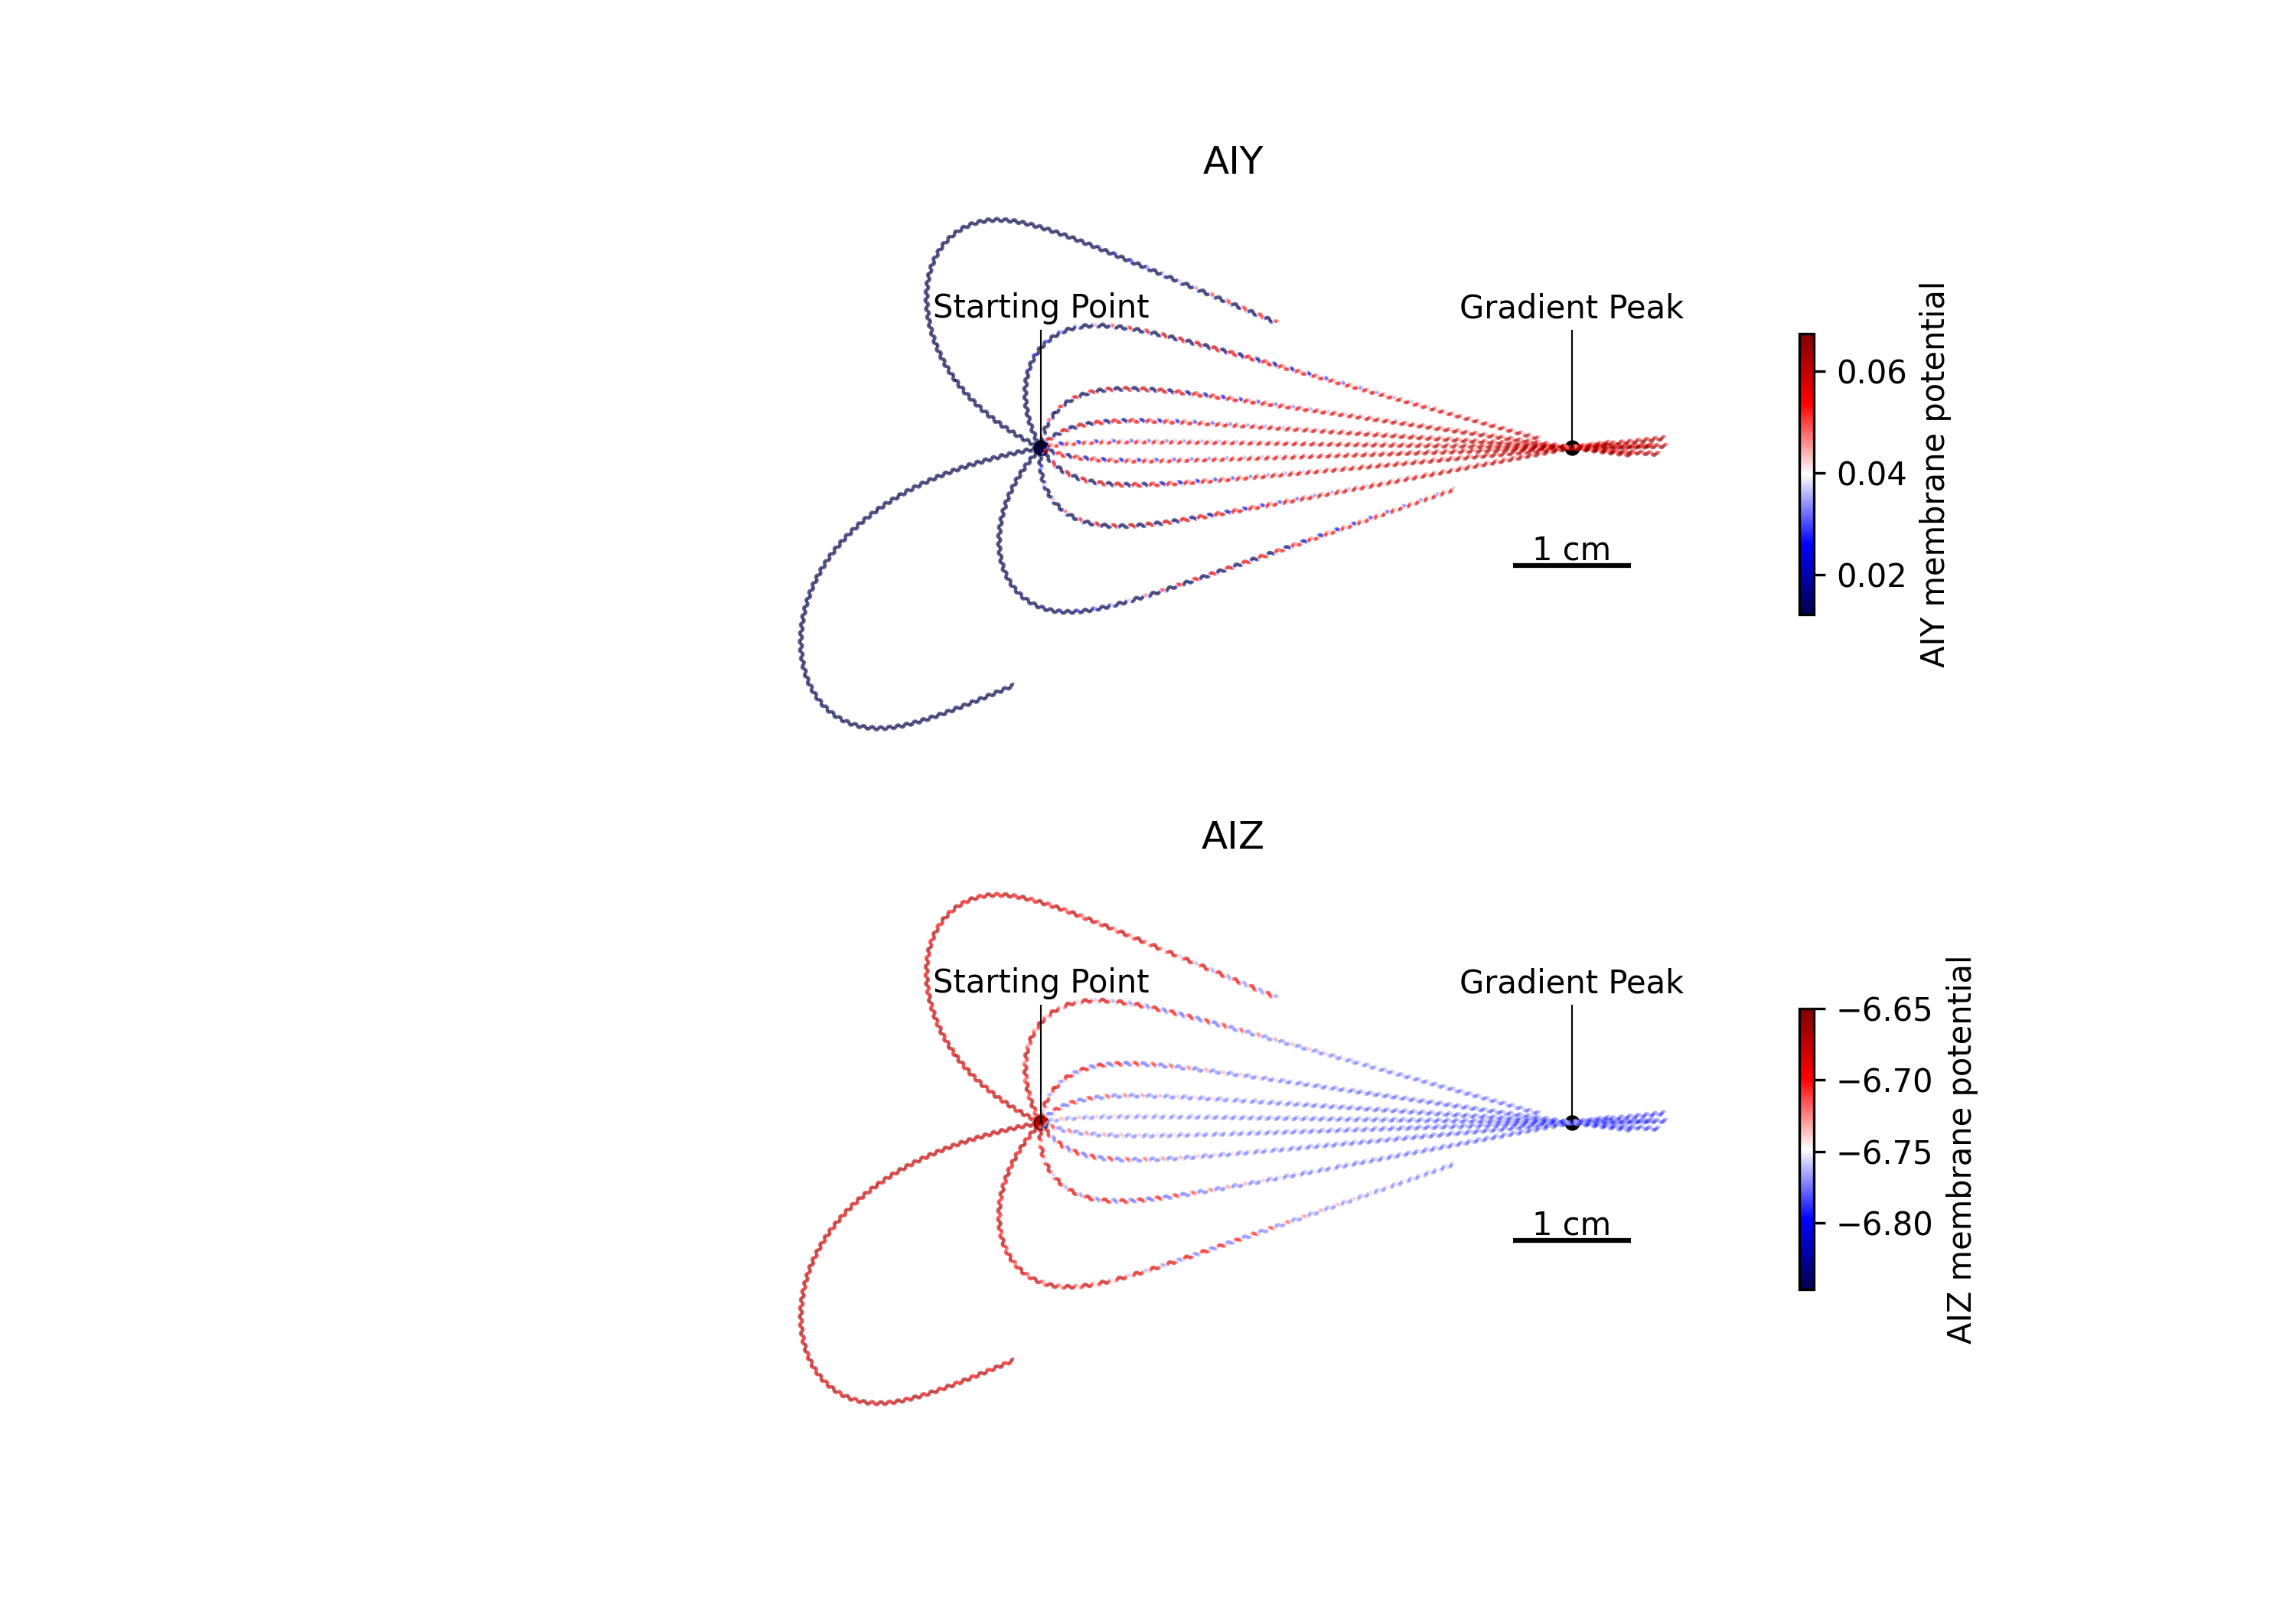 AIY
Starting Point
Gradient Peak
1 cm
0.06
0.04
0.02
AIY membrane potential
AIZ
Starting Point
Gradient Peak
1 cm
−6.65
−6.70
−6.75
−6.80
AIZ membrane potential